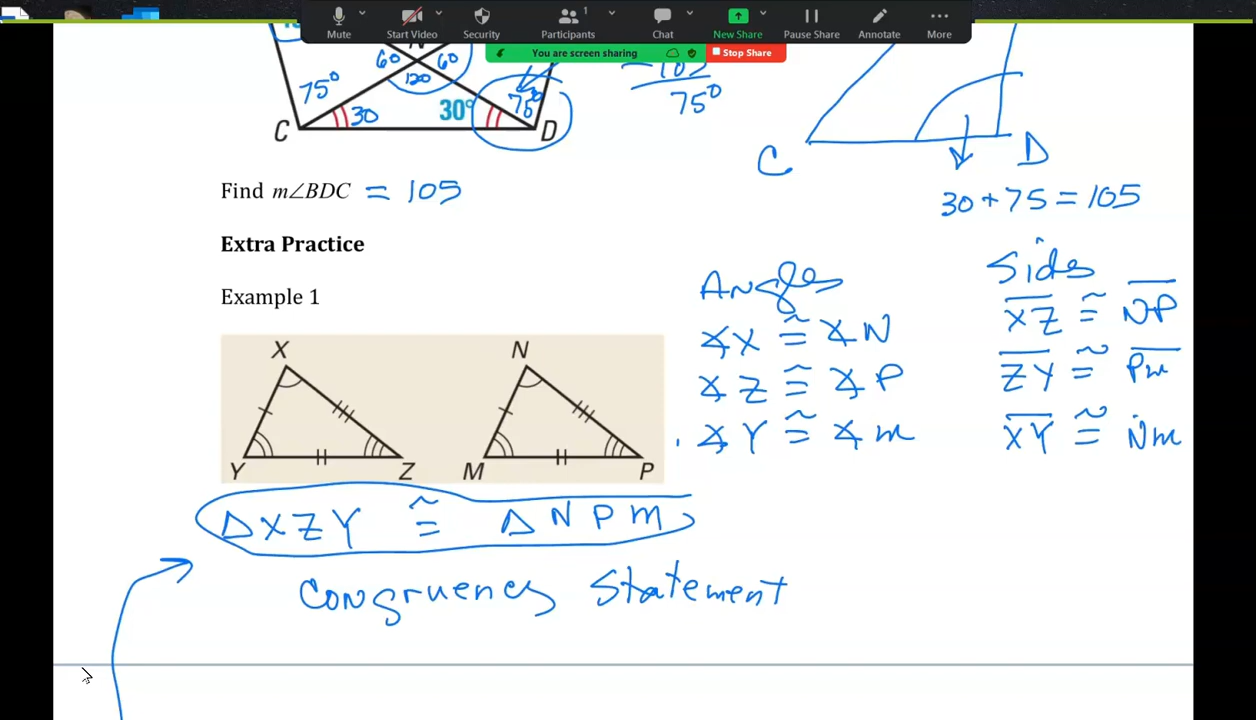 Mute Start Video Security Participants 1 Chat New Share Pause Share Annotate More
You are screen sharing Stop Share
60 60
120
75°
30
30°
75°
C D
102
75°
C D
30+75=105
Find m∠BDC = 105
Extra Practice
Example 1
Angles
∡X ≅ ∡N
∡Z ≅ ∡P
∡Y ≅ ∡M
Sides
XZ ≅ NP
ZY ≅ PM
XY ≅ NM
X N
Y Z M P
△XZY ≅ △NPM
Congruency Statement